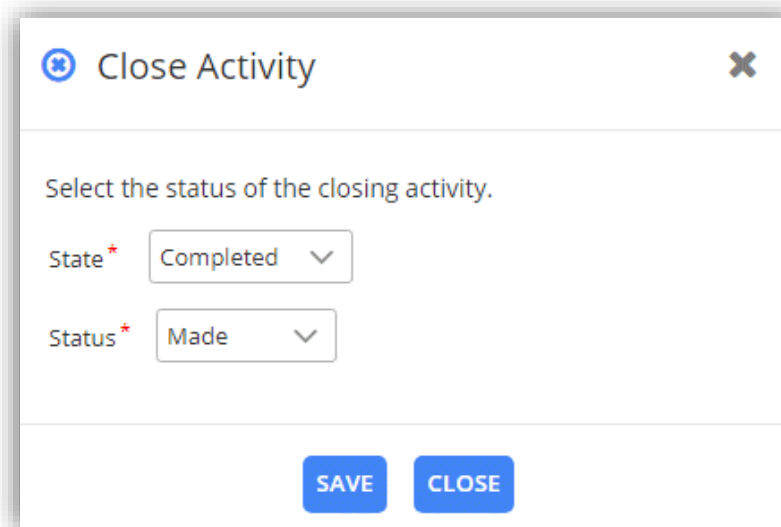 Close Activity
Select the status of the closing activity.
State* Completed
Status* Made
SAVE CLOSE